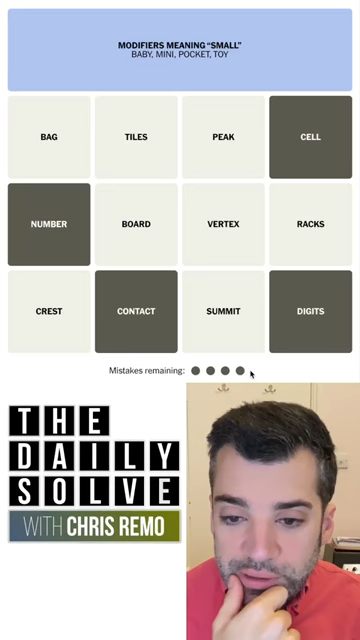 MODIFIERS MEANING “SMALL”
BABY, MINI, POCKET, TOY
BAG TILES PEAK CELL
NUMBER BOARD VERTEX RACKS
CREST CONTACT SUMMIT DIGITS
Mistakes remaining:
THE
DAILY
SOLVE
WITH CHRIS REMO